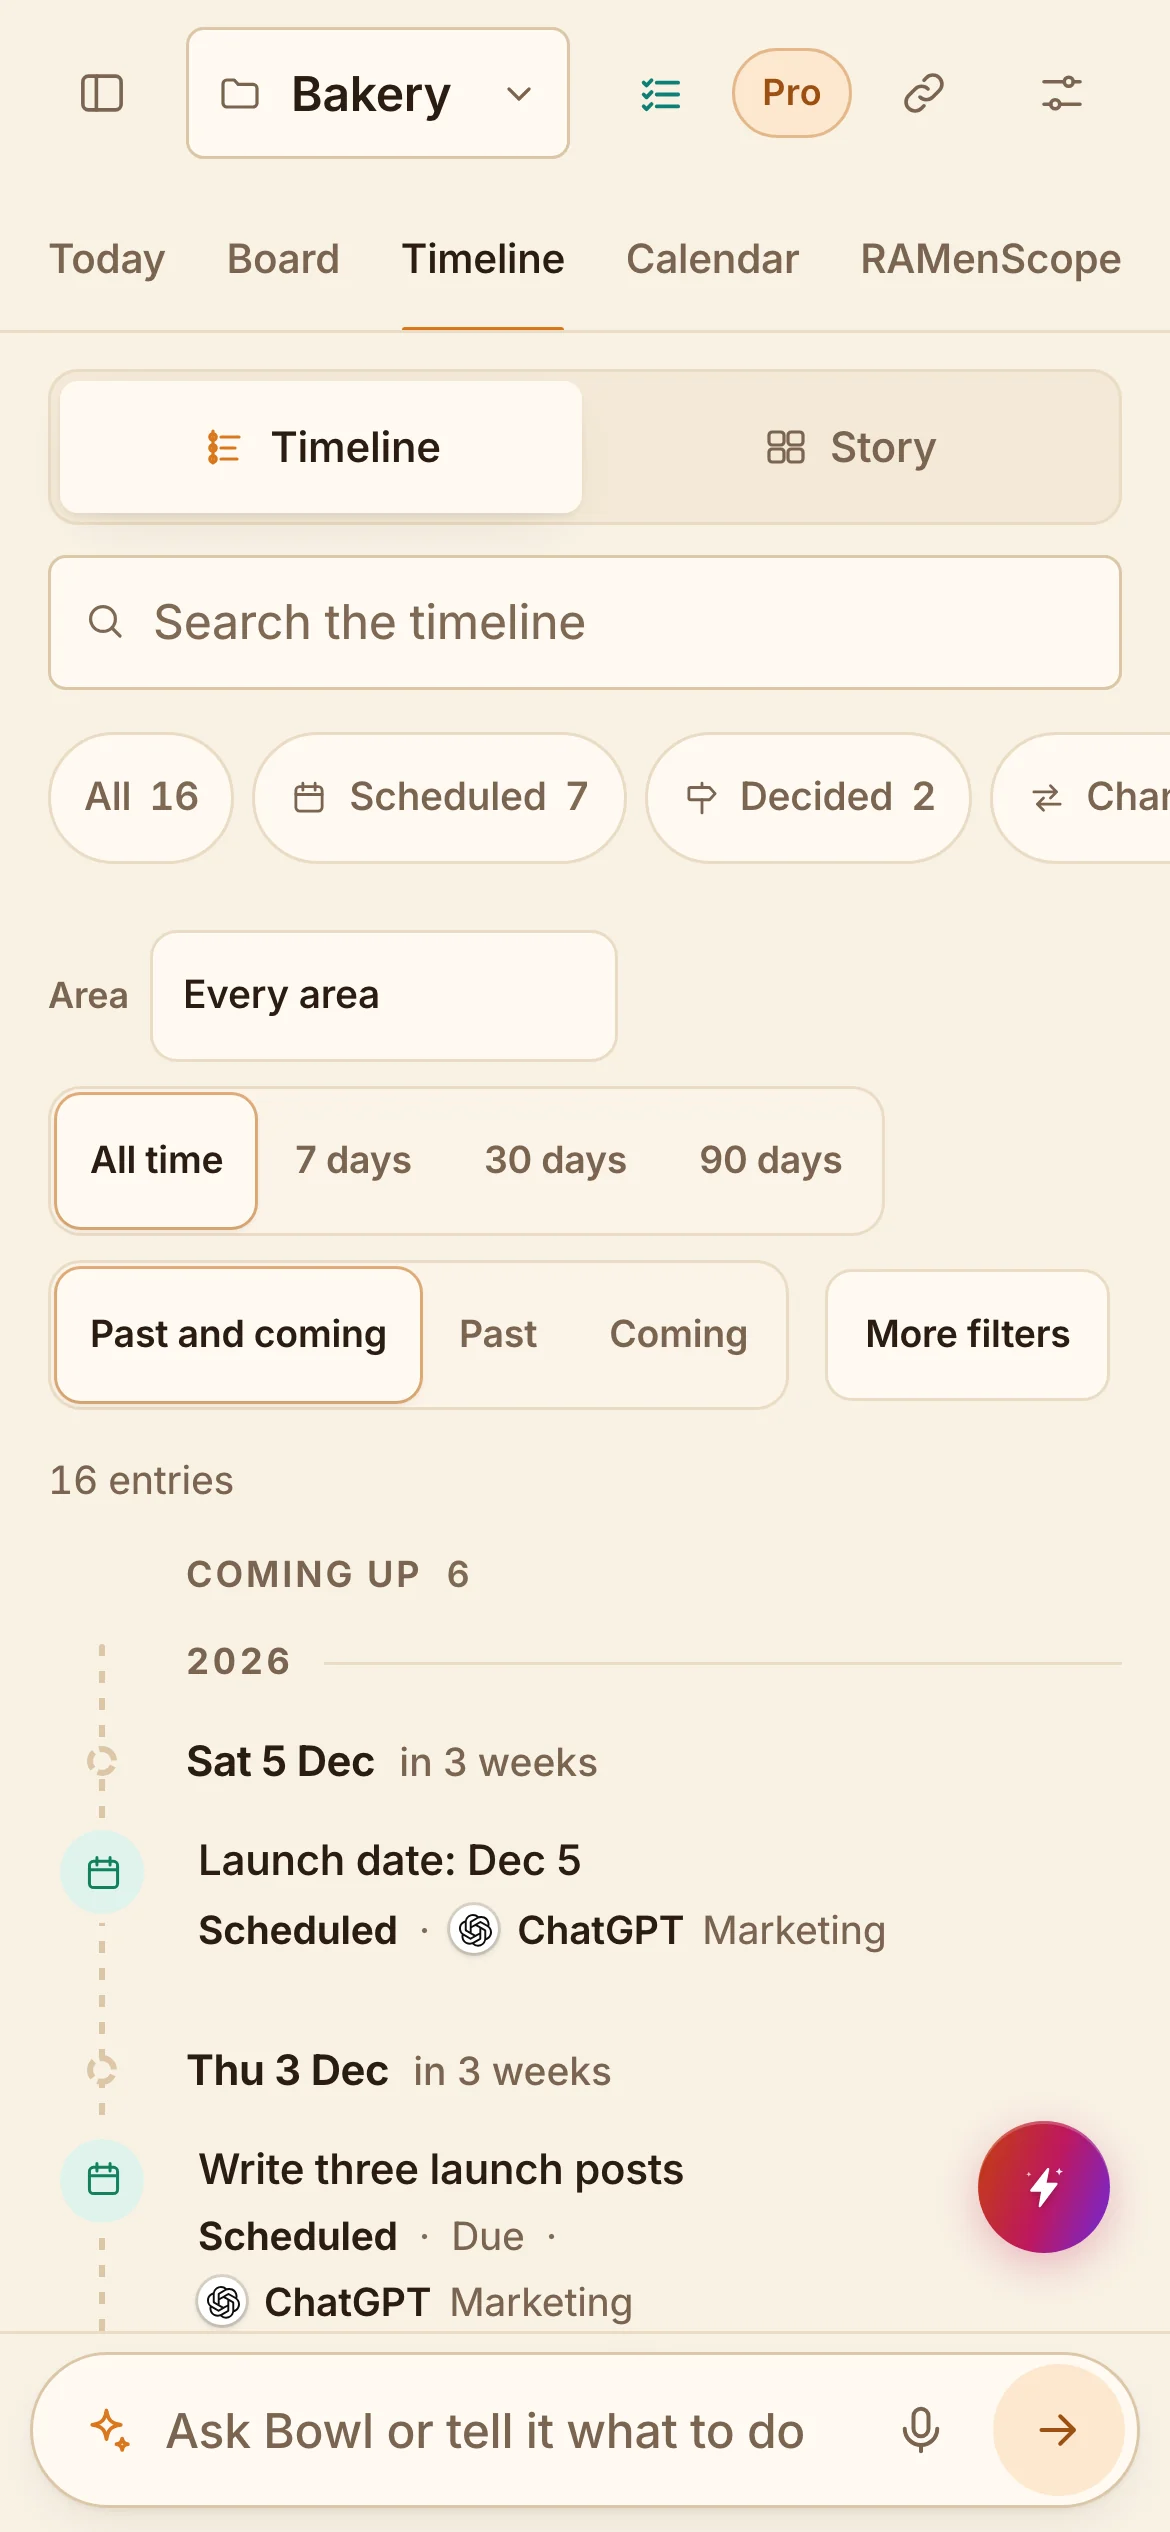 Bakery
Pro
Today Board Timeline Calendar RAMenScope
Timeline Story
Search the timeline
All 16 Scheduled 7 Decided 2
Area Every area
All time 7 days 30 days 90 days
Past and coming Past Coming More filters
16 entries
COMING UP 6
2026
Sat 5 Dec in 3 weeks
Launch date: Dec 5
Scheduled · ChatGPT Marketing
Thu 3 Dec in 3 weeks
Write three launch posts
Scheduled · Due ·
ChatGPT Marketing
Ask Bowl or tell it what to do